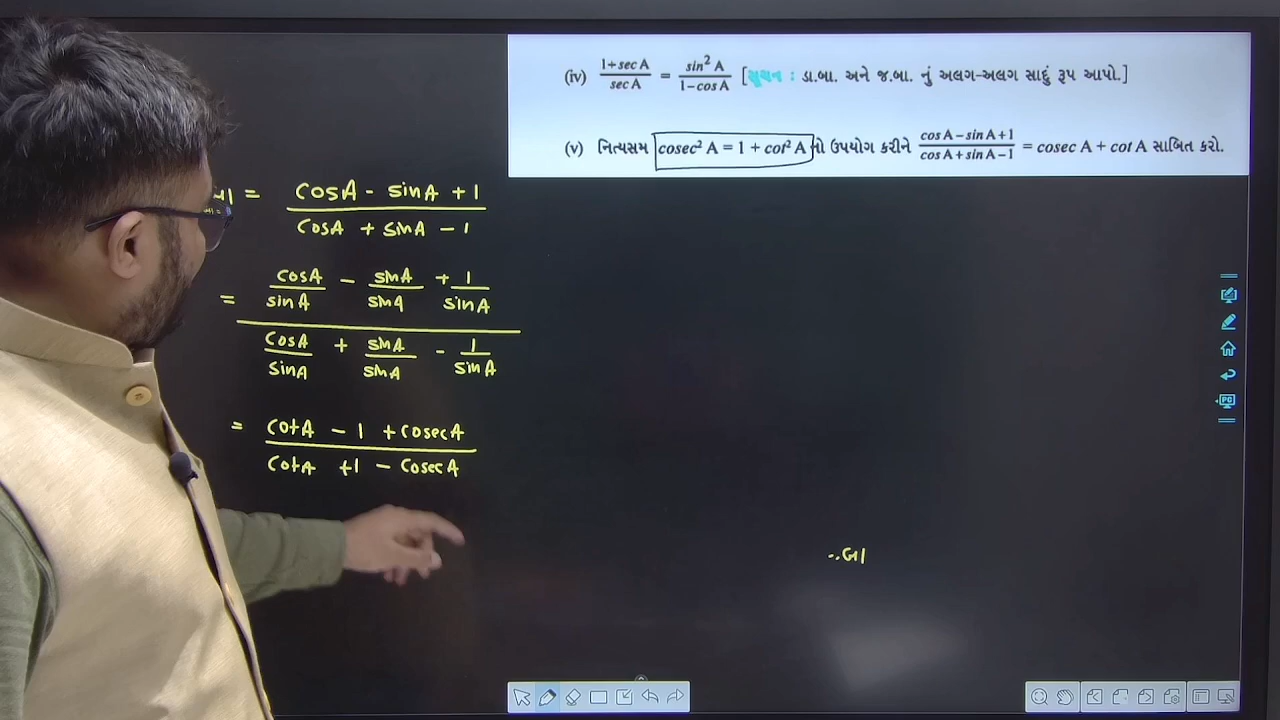 (iv) 1+sec A / sec A = sin² A / 1−cos A [સૂચન : ડા.બા. અને જ.બા. નું અલગ-અલગ સાદું રૂપ આપો.]
(v) નિત્યસમ cosec² A = 1 + cot² A નો ઉપયોગ કરીને cos A − sin A + 1 / cos A + sin A − 1 = cosec A + cot A સાબિત કરો.
= cosA - sinA + 1 / cosA + sinA - 1
= cosA/sinA - sinA/sinA + 1/sinA / cosA/sinA + sinA/sinA - 1/sinA
= cotA - 1 + cosecA / cotA + 1 - cosecA
બા
PC